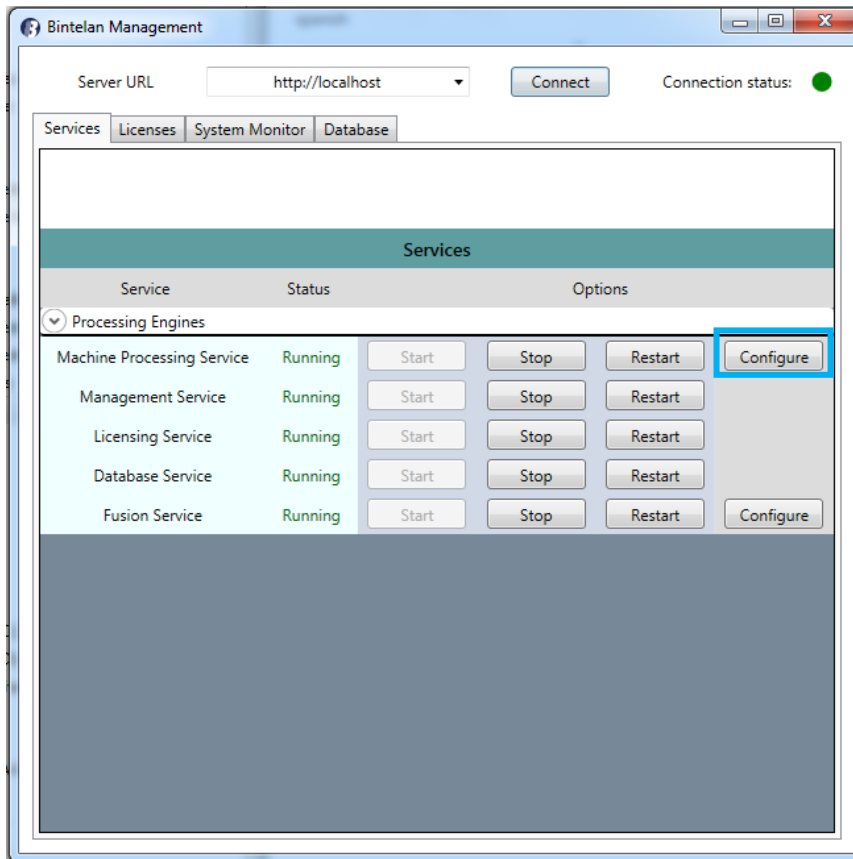 Bintelan Management
Server URL http://localhost Connect Connection status:
Services Licenses System Monitor Database
Services
Service Status Options
Processing Engines
Machine Processing Service Running Start Stop Restart Configure
Management Service Running Start Stop Restart
Licensing Service Running Start Stop Restart
Database Service Running Start Stop Restart
Fusion Service Running Start Stop Restart Configure